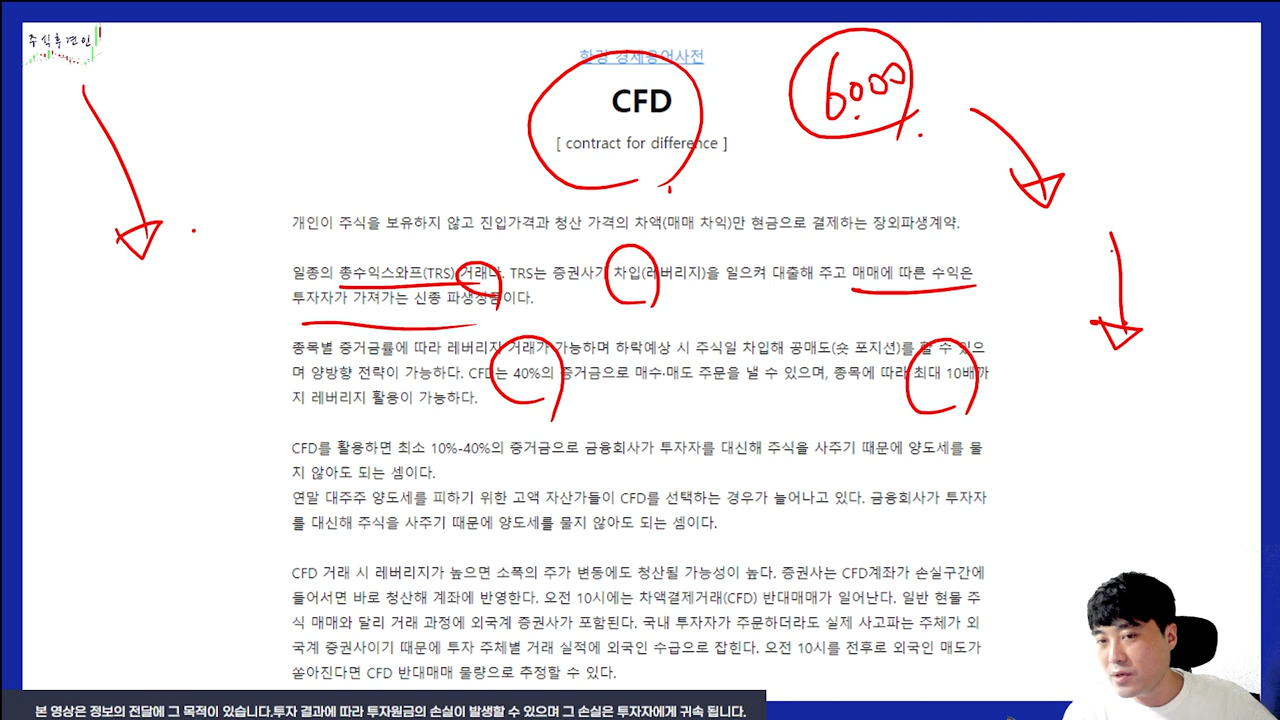 주식후견인
한경 경제용어사전
CFD
6000
[ contract for difference ]
개인이 주식을 보유하지 않고 진입가격과 청산 가격의 차액(매매 차익)만 현금으로 결제하는 장외파생계약.
일종의 총수익스와프(TRS) 거래다. TRS는 증권사가 차입(레버리지)을 일으켜 대출해 주고 매매에 따른 수익은
투자자가 가져가는 신종 파생상품이다.
종목별 증거금률에 따라 레버리지 거래가 가능하며 하락예상 시 주식일 차입해 공매도(숏 포지션)를 할 수 있으
며 양방향 전략이 가능하다. CFD는 40%의 증거금으로 매수·매도 주문을 낼 수 있으며, 종목에 따라 최대 10배까
지 레버리지 활용이 가능하다.
CFD를 활용하면 최소 10%-40%의 증거금으로 금융회사가 투자자를 대신해 주식을 사주기 때문에 양도세를 물
지 않아도 되는 셈이다.
연말 대주주 양도세를 피하기 위한 고액 자산가들이 CFD를 선택하는 경우가 늘어나고 있다. 금융회사가 투자자
를 대신해 주식을 사주기 때문에 양도세를 물지 않아도 되는 셈이다.
CFD 거래 시 레버리지가 높으면 소폭의 주가 변동에도 청산될 가능성이 높다. 증권사는 CFD계좌가 손실구간에
들어서면 바로 청산해 계좌에 반영한다. 오전 10시에는 차액결제거래(CFD) 반대매매가 일어난다. 일반 현물 주
식 매매와 달리 거래 과정에 외국계 증권사가 포함된다. 국내 투자자가 주문하더라도 실제 사고파는 주체가 외
국계 증권사이기 때문에 투자 주체별 거래 실적에 외국인 수급으로 잡힌다. 오전 10시를 전후로 외국인 매도가
쏟아진다면 CFD 반대매매 물량으로 추정할 수 있다.
본 영상은 정보의 전달에 그 목적이 있습니다.투자 결과에 따라 투자원금의 손실이 발생할 수 있으며 그 손실은 투자자에게 귀속 됩니다.